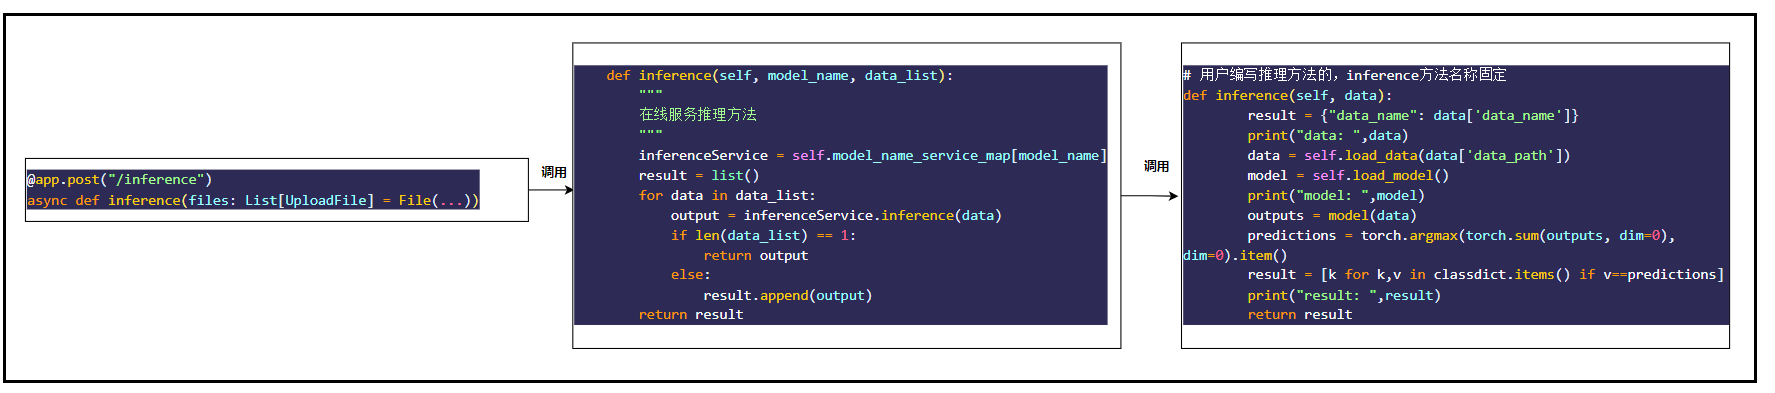 @app.post("/inference")
async def inference(files: List[UploadFile] = File(...))
调用
def inference(self, model_name, data_list):
"""
在线服务推理方法
"""
inferenceService = self.model_name_service_map[model_name]
result = list()
for data in data_list:
output = inferenceService.inference(data)
if len(data_list) == 1:
return output
else:
result.append(output)
return result
调用
# 用户编写推理方法的，inference方法名称固定
def inference(self, data):
result = {"data_name": data['data_name']}
print("data: ",data)
data = self.load_data(data['data_path'])
model = self.load_model()
print("model: ",model)
outputs = model(data)
predictions = torch.argmax(torch.sum(outputs, dim=0),
dim=0).item()
result = [k for k,v in classdict.items() if v==predictions]
print("result: ",result)
return result